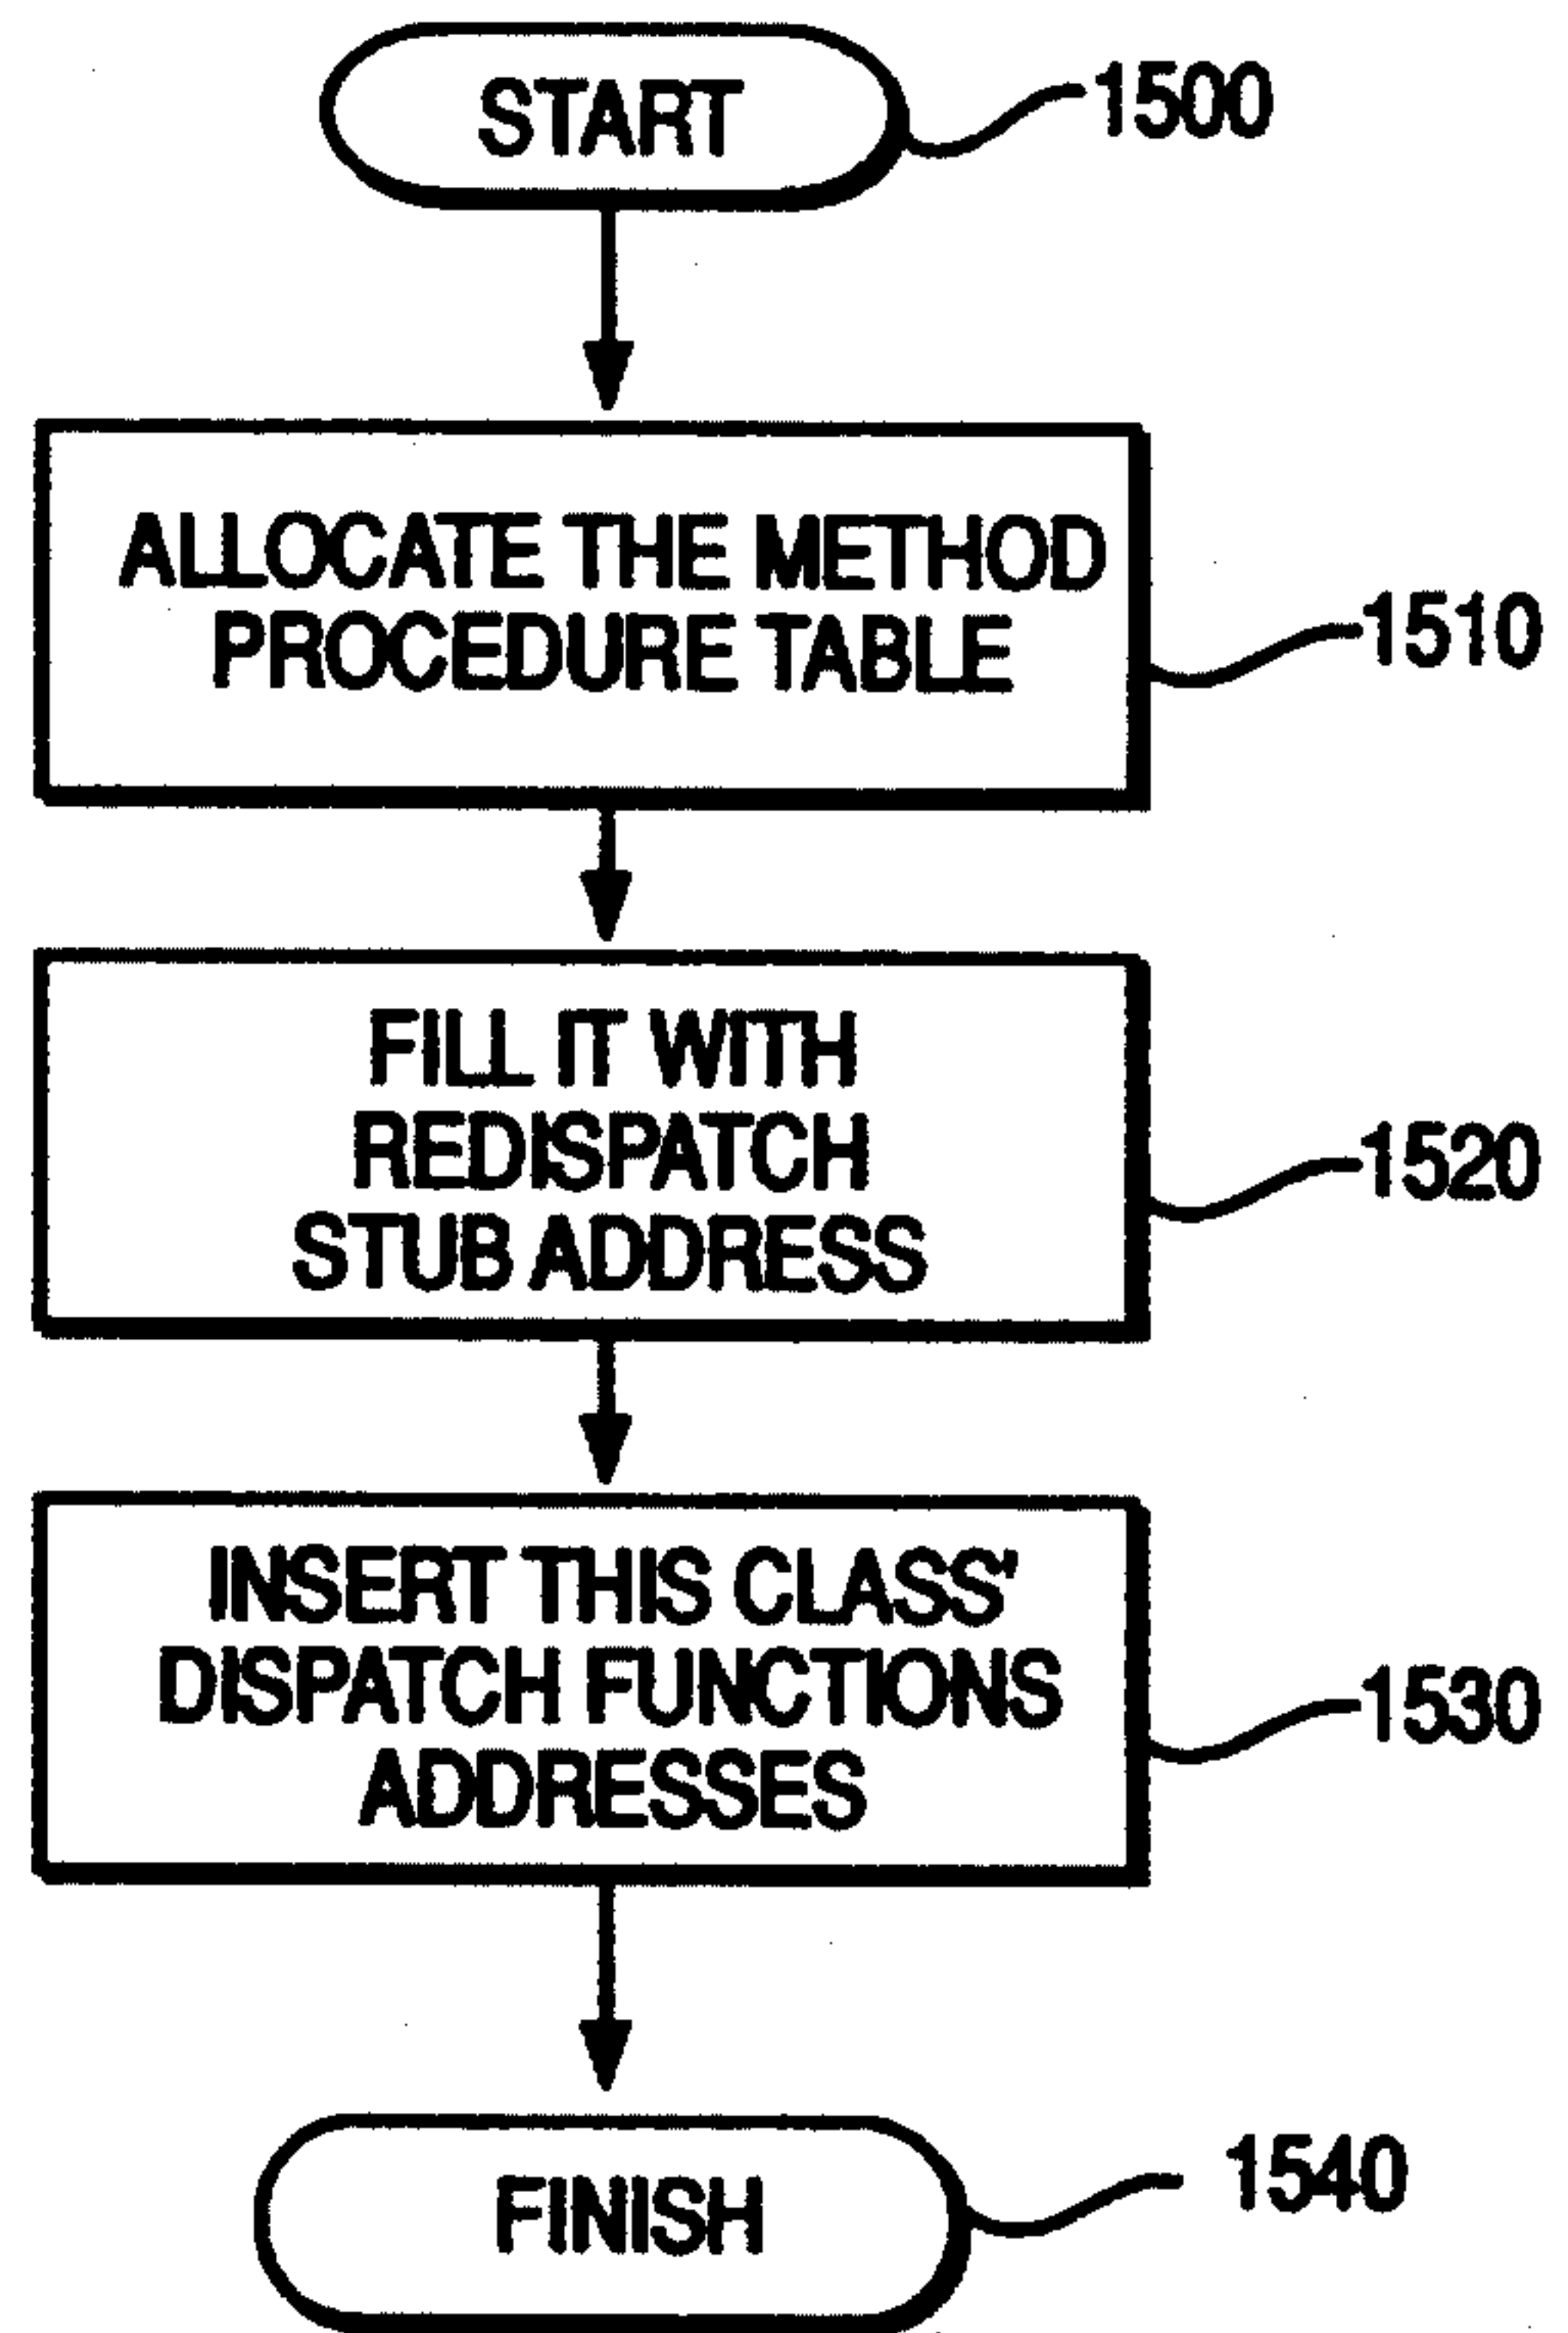 START
1500
ALLOCATE THE METHOD
PROCEDURE TABLE
1510
FILL IT WITH
REDISPATCH
STUB ADDRESS
1520
INSERT THIS CLASS'
DISPATCH FUNCTIONS
ADDRESSES
1530
FINISH
1540